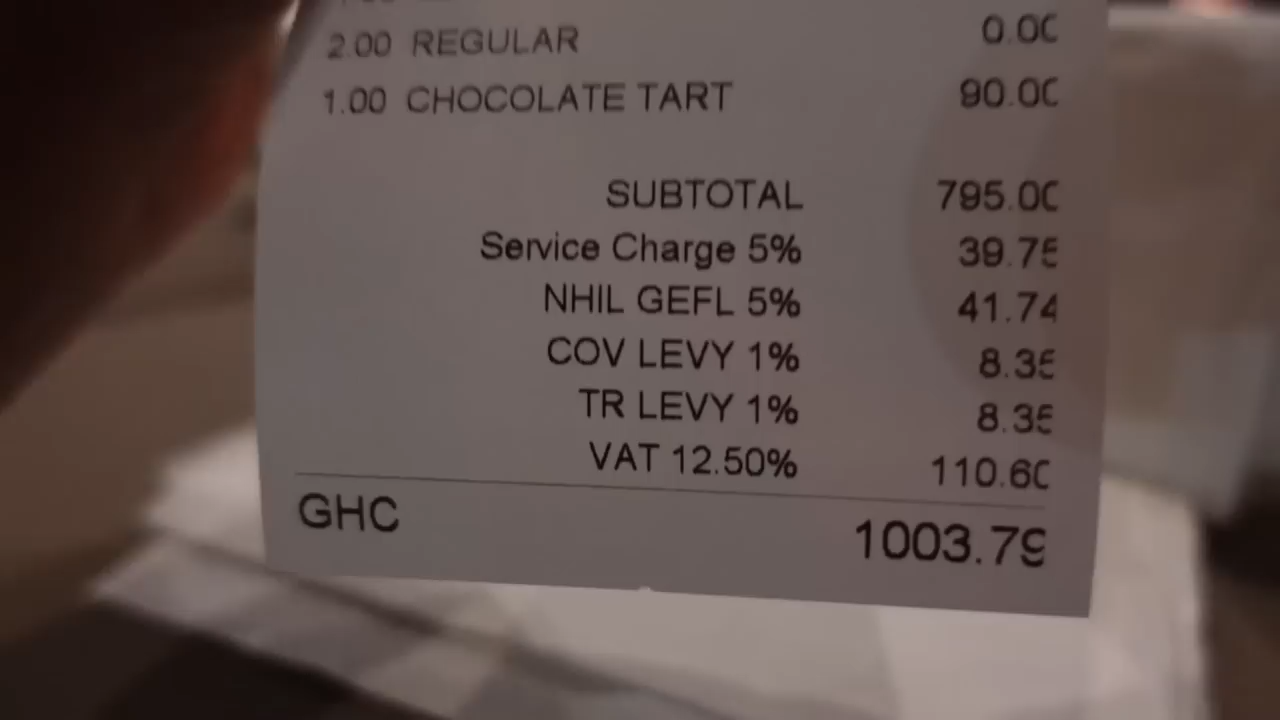 2.00 REGULAR 0.00
1.00 CHOCOLATE TART 90.00
SUBTOTAL 795.00
Service Charge 5% 39.75
NHIL GEFL 5% 41.74
COV LEVY 1% 8.35
TR LEVY 1% 8.35
VAT 12.50% 110.60
GHC 1003.79